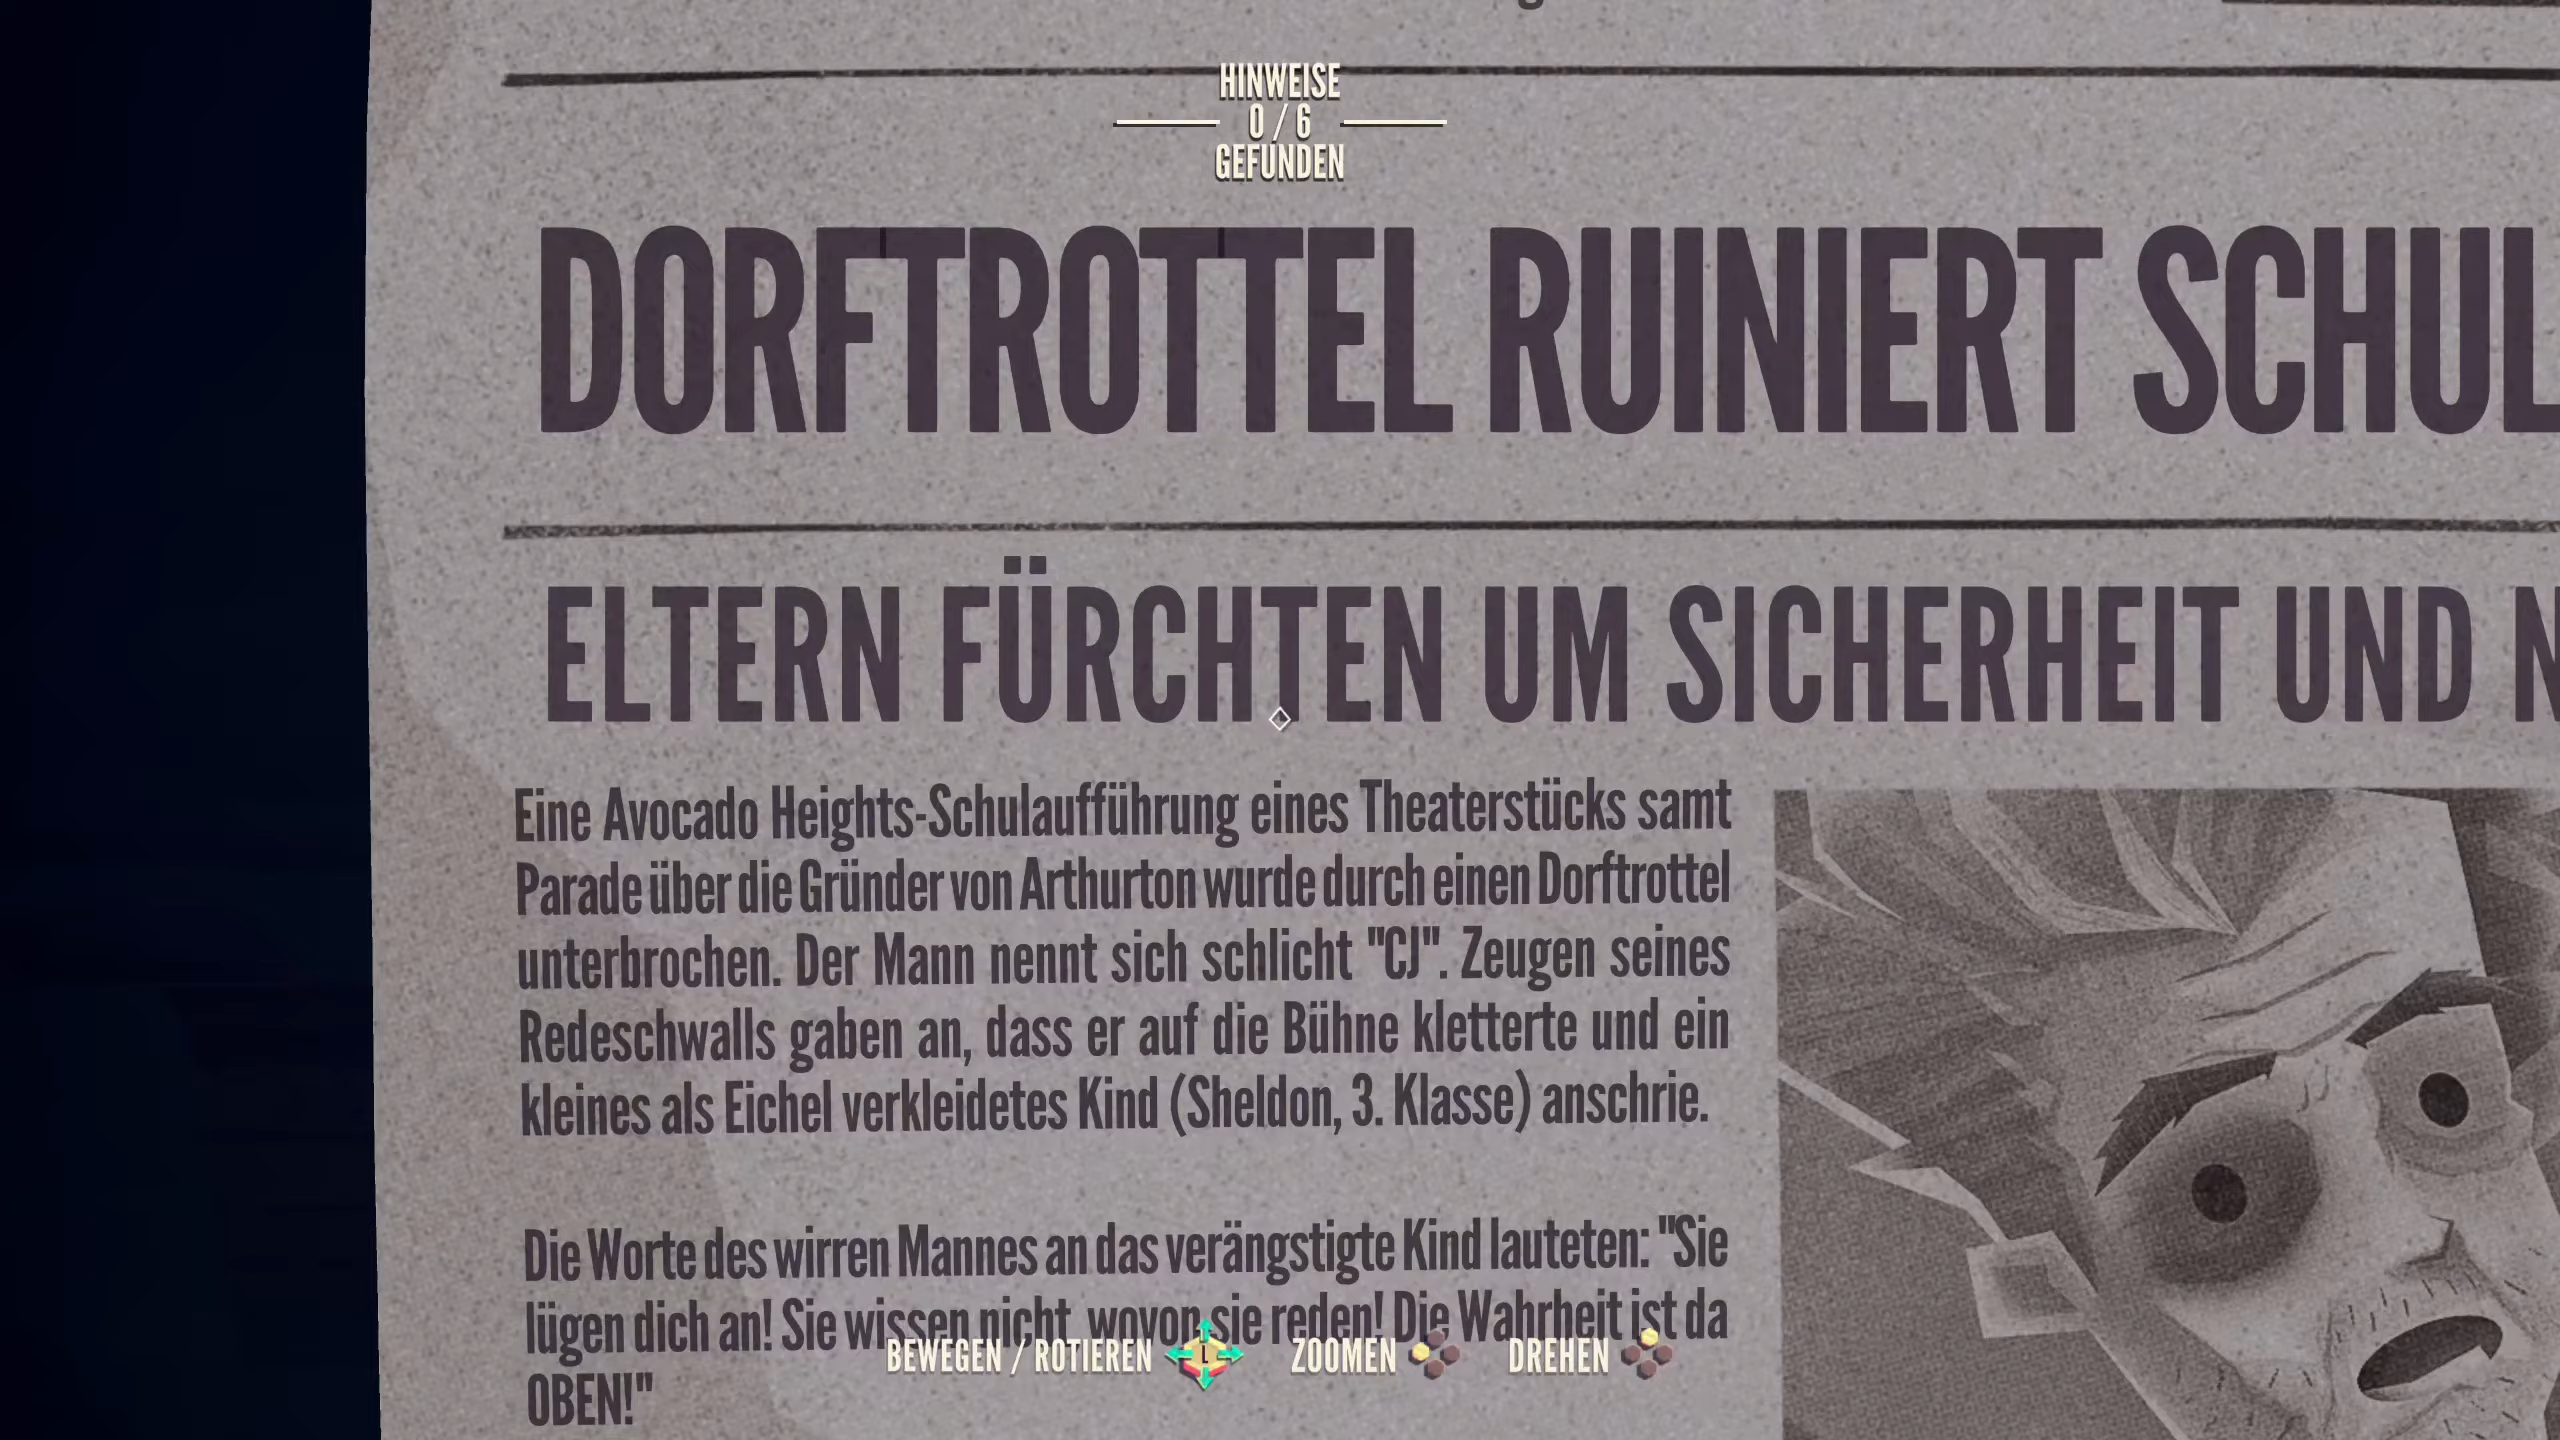 HINWEISE
0 / 6
GEFUNDEN
DORFTROTTEL RUINIERT SCHUL
ELTERN FÜRCHTEN UM SICHERHEIT UND N
Eine Avocado Heights-Schulaufführung eines Theaterstücks samt
Parade über die Gründer von Arthurton wurde durch einen Dorftrottel
unterbrochen. Der Mann nennt sich schlicht "CJ". Zeugen seines
Redeschwalls gaben an, dass er auf die Bühne kletterte und ein
kleines als Eichel verkleidetes Kind (Sheldon, 3. Klasse) anschrie.
Die Worte des wirren Mannes an das verängstigte Kind lauteten: "Sie
lügen dich an! Sie wissen nicht, wovon sie reden! Die Wahrheit ist da
OBEN!"
BEWEGEN / ROTIEREN L ZOOMEN DREHEN